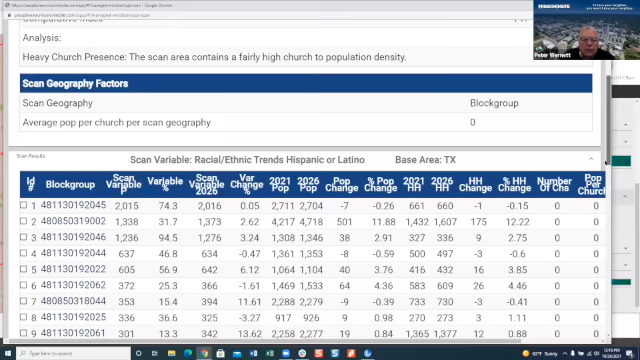 Comparative Index
Analysis:
Heavy Church Presence: The scan area contains a fairly high church to population density.
Scan Geography Factors
Scan Geography Blockgroup
Average pop per church per scan geography 0
Scan Results
Scan Variable: Racial/Ethnic Trends Hispanic or Latino Base Area: TX
Id # Blockgroup Scan Variable Variable % Scan Variable 2026 Var Change % 2021 Pop 2026 Pop Pop Change % Pop Change 2021 HH 2026 HH HH Change % HH Change Number Of Chs Pop Per Church
1 481130192045 2,015 74.3 2,016 0.05 2,711 2,704 -7 -0.26 661 660 -1 -0.15 0 0
2 480850319002 1,338 31.7 1,373 2.62 4,217 4,718 501 11.88 1,432 1,607 175 12.22 0 0
3 481130192046 1,236 94.5 1,276 3.24 1,308 1,346 38 2.91 327 336 9 2.75 0 0
4 481130192044 637 46.8 634 -0.47 1,361 1,353 -8 -0.59 500 497 -3 -0.6 0 0
5 481130192022 605 56.9 642 6.12 1,064 1,104 40 3.76 416 432 16 3.85 0 0
6 481130192062 372 25.3 366 -1.61 1,469 1,533 64 4.36 583 609 26 4.46 0 0
7 480850318044 353 15.4 394 11.61 2,288 2,279 -9 -0.39 733 730 -3 -0.41 0 0
8 481130192025 336 36.6 325 -3.27 917 926 9 0.98 270 273 3 1.11 0 0
9 481130192061 301 13.3 342 13.62 2,258 2,277 19 0.84 1,365 1,377 12 0.88 0 0
Peter Wernett
MISSIONINSITE
Type here to search